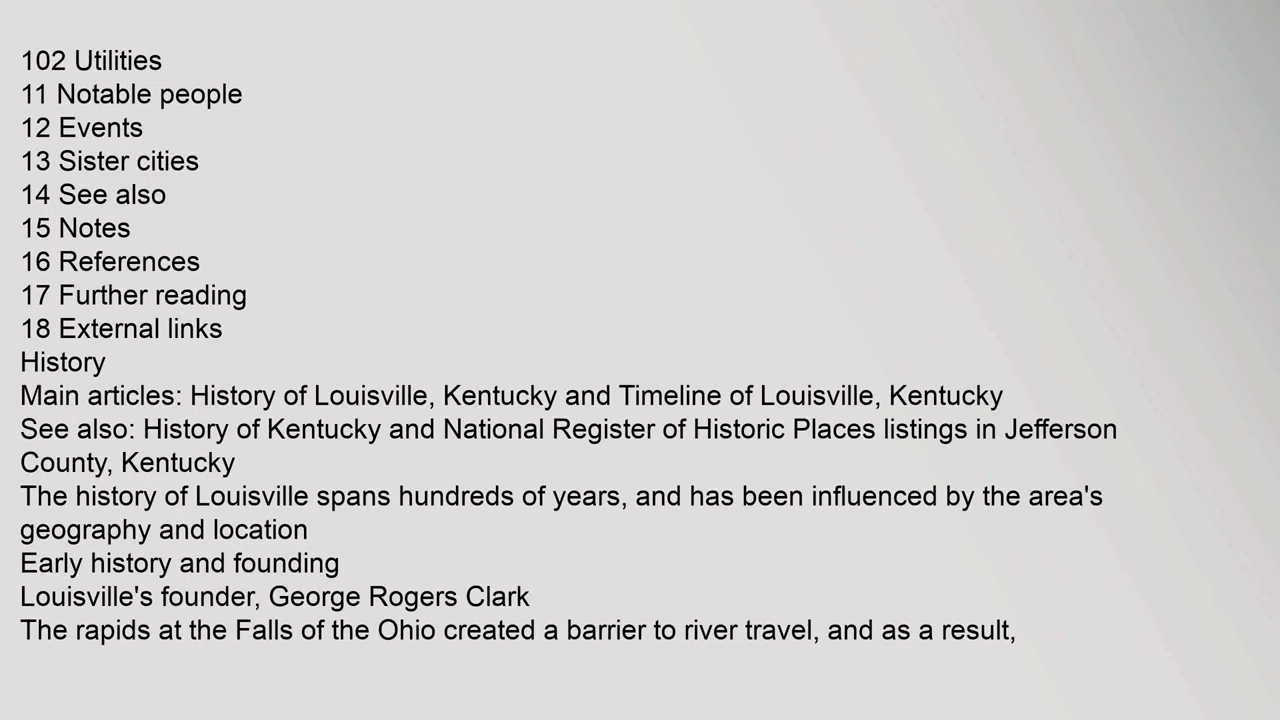 102 Utilities
11 Notable people
12 Events
13 Sister cities
14 See also
15 Notes
16 References
17 Further reading
18 External links
History
Main articles: History of Louisville, Kentucky and Timeline of Louisville, Kentucky
See also: History of Kentucky and National Register of Historic Places listings in Jefferson
County, Kentucky
The history of Louisville spans hundreds of years, and has been influenced by the area's
geography and location
Early history and founding
Louisville's founder, George Rogers Clark
The rapids at the Falls of the Ohio created a barrier to river travel, and as a result,